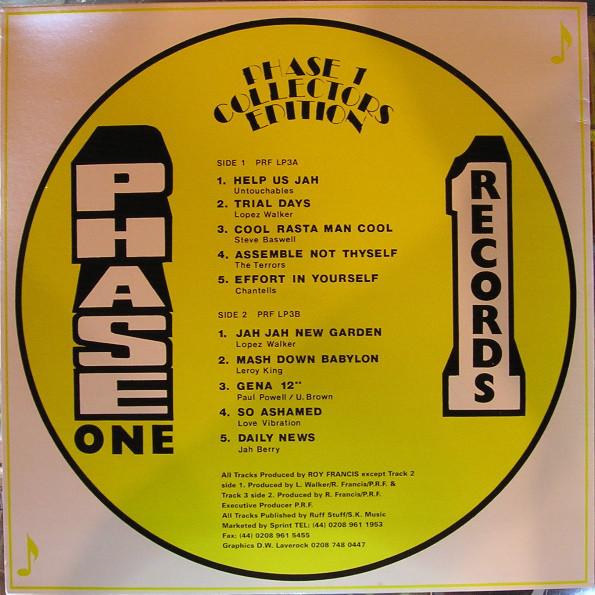 PHASE 1
COLLECTORS
EDITION
PHASE
ONE
1
RECORDS
SIDE 1 PRF LP3A
1. HELP US JAH
Untouchables
2. TRIAL DAYS
Lopez Walker
3. COOL RASTA MAN COOL
Steve Baswell
4. ASSEMBLE NOT THYSELF
The Terrors
5. EFFORT IN YOURSELF
Chantells
SIDE 2 PRF LP3B
1. JAH JAH NEW GARDEN
Lopez Walker
2. MASH DOWN BABYLON
Leroy King
3. GENA 12"
Paul Powell / U. Brown
4. SO ASHAMED
Love Vibration
5. DAILY NEWS
Jah Berry
All Tracks Produced by ROY FRANCIS except Track 2
side 1. Produced by L. Walker/R. Francis/P.R.F. &
Track 3 side 2. Produced by R. Francis/P.R.F.
Executive Producer P.R.F.
All Tracks Published by Ruff Stuff/S.K. Music
Marketed by Sprint TEL: (44) 0208 961 1953
Fax: (44) 0208 961 5455
Graphics D.W. Laverock 0208 748 0447